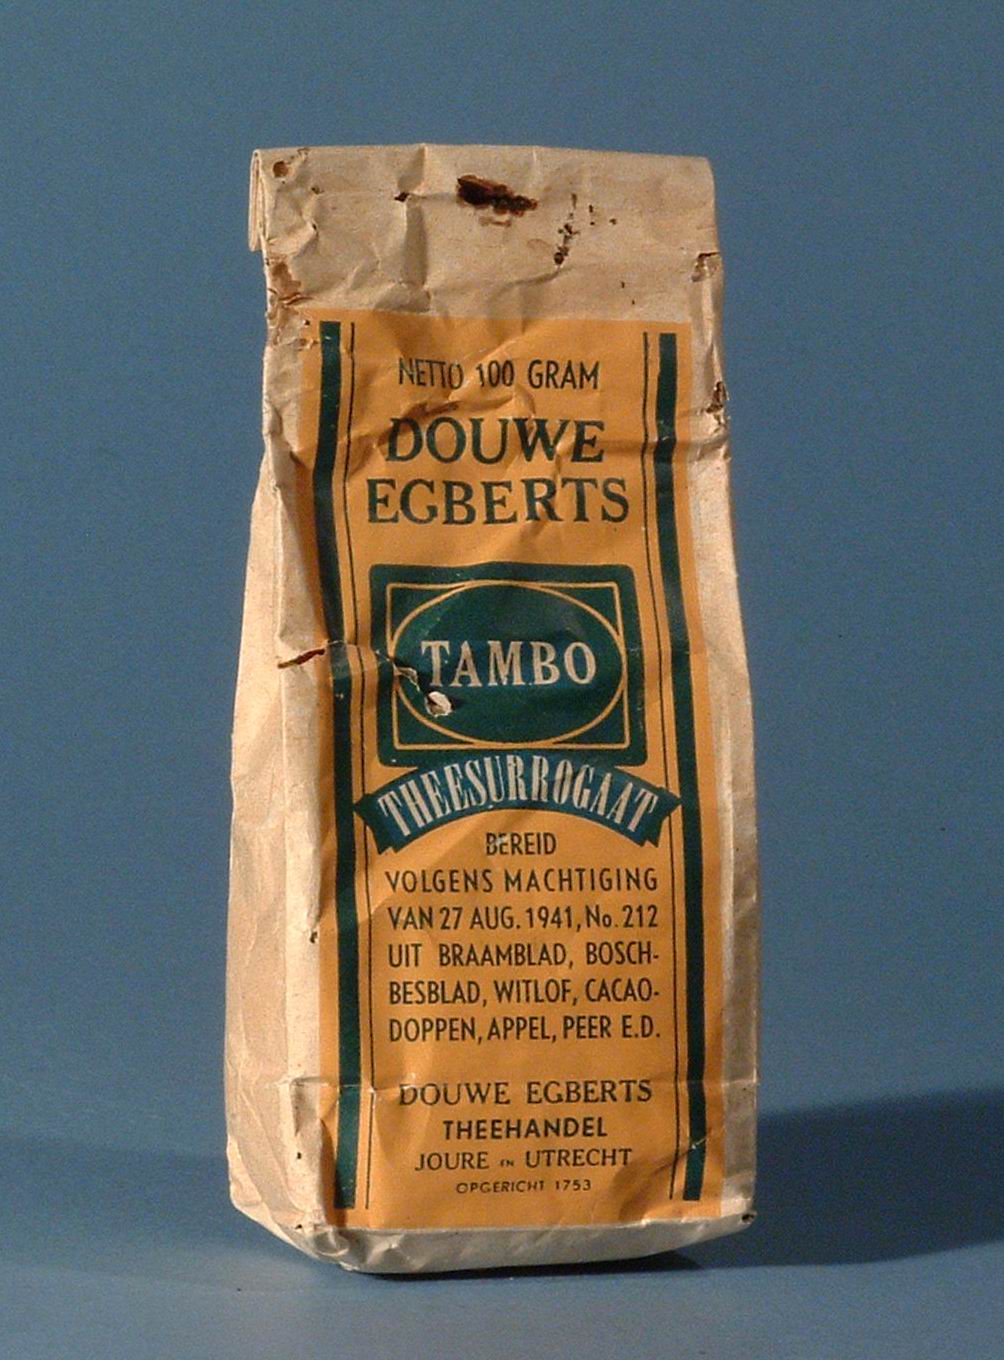 NETTO 100 GRAM
DOUWE
EGBERTS
TAMBO
THEESURROGAAT
BEREID
VOLGENS MACHTIGING
VAN 27 AUG. 1941, No. 212
UIT BRAAMBLAD, BOSCH-
BESBLAD, WITLOF, CACAO-
DOPPEN, APPEL, PEER E.D.
DOUWE EGBERTS
THEEHANDEL
JOURE EN UTRECHT
OPGERICHT 1753